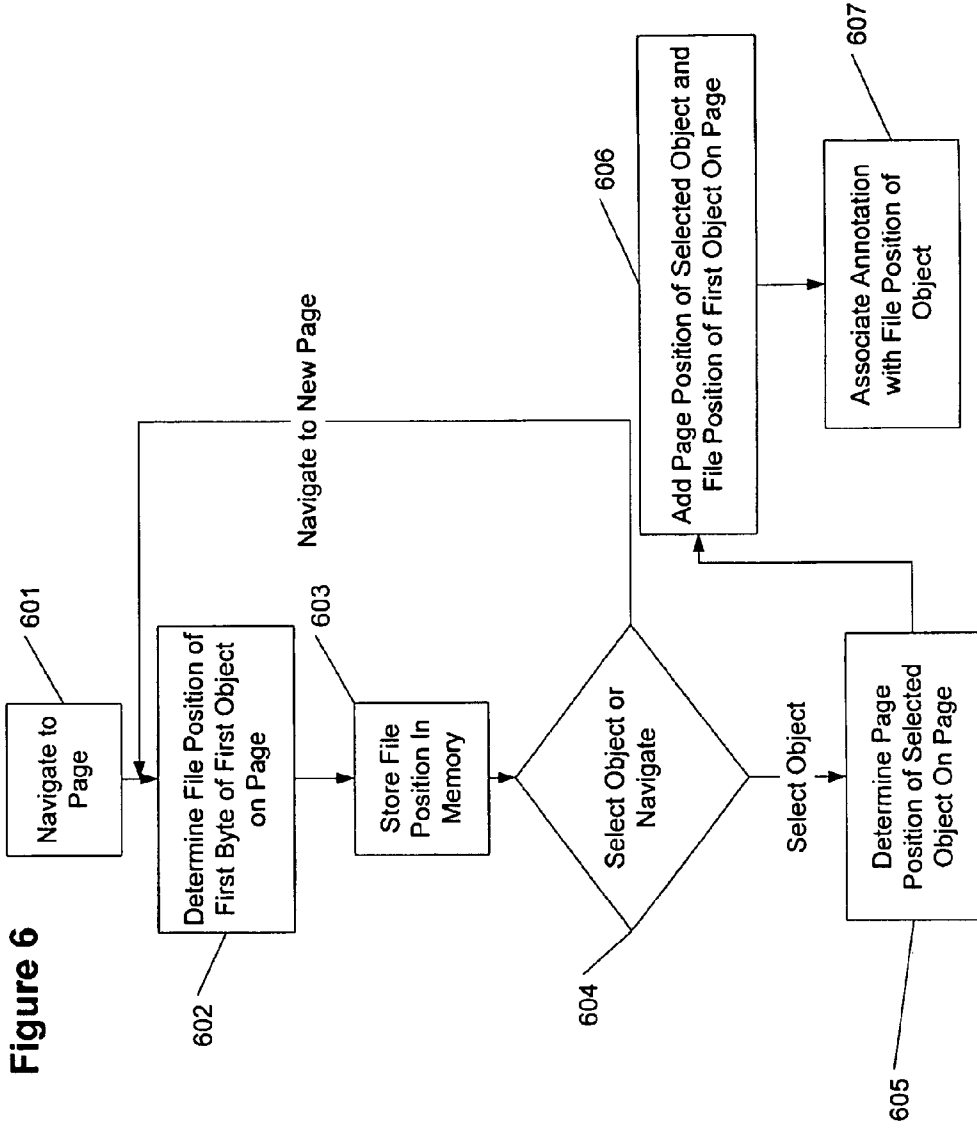 Figure 6
601
Navigate to
Page
Determine File Position of
First Byte of First Object
on Page
602
603
Store File
Position In
Memory
Navigate to New Page
Select Object or
Navigate
604
Select Object
Determine Page
Position of Selected
Object On Page
605
606
Add Page Position of Selected Object and
File Position of First Object On Page
607
Associate Annotation
with File Position of
Object